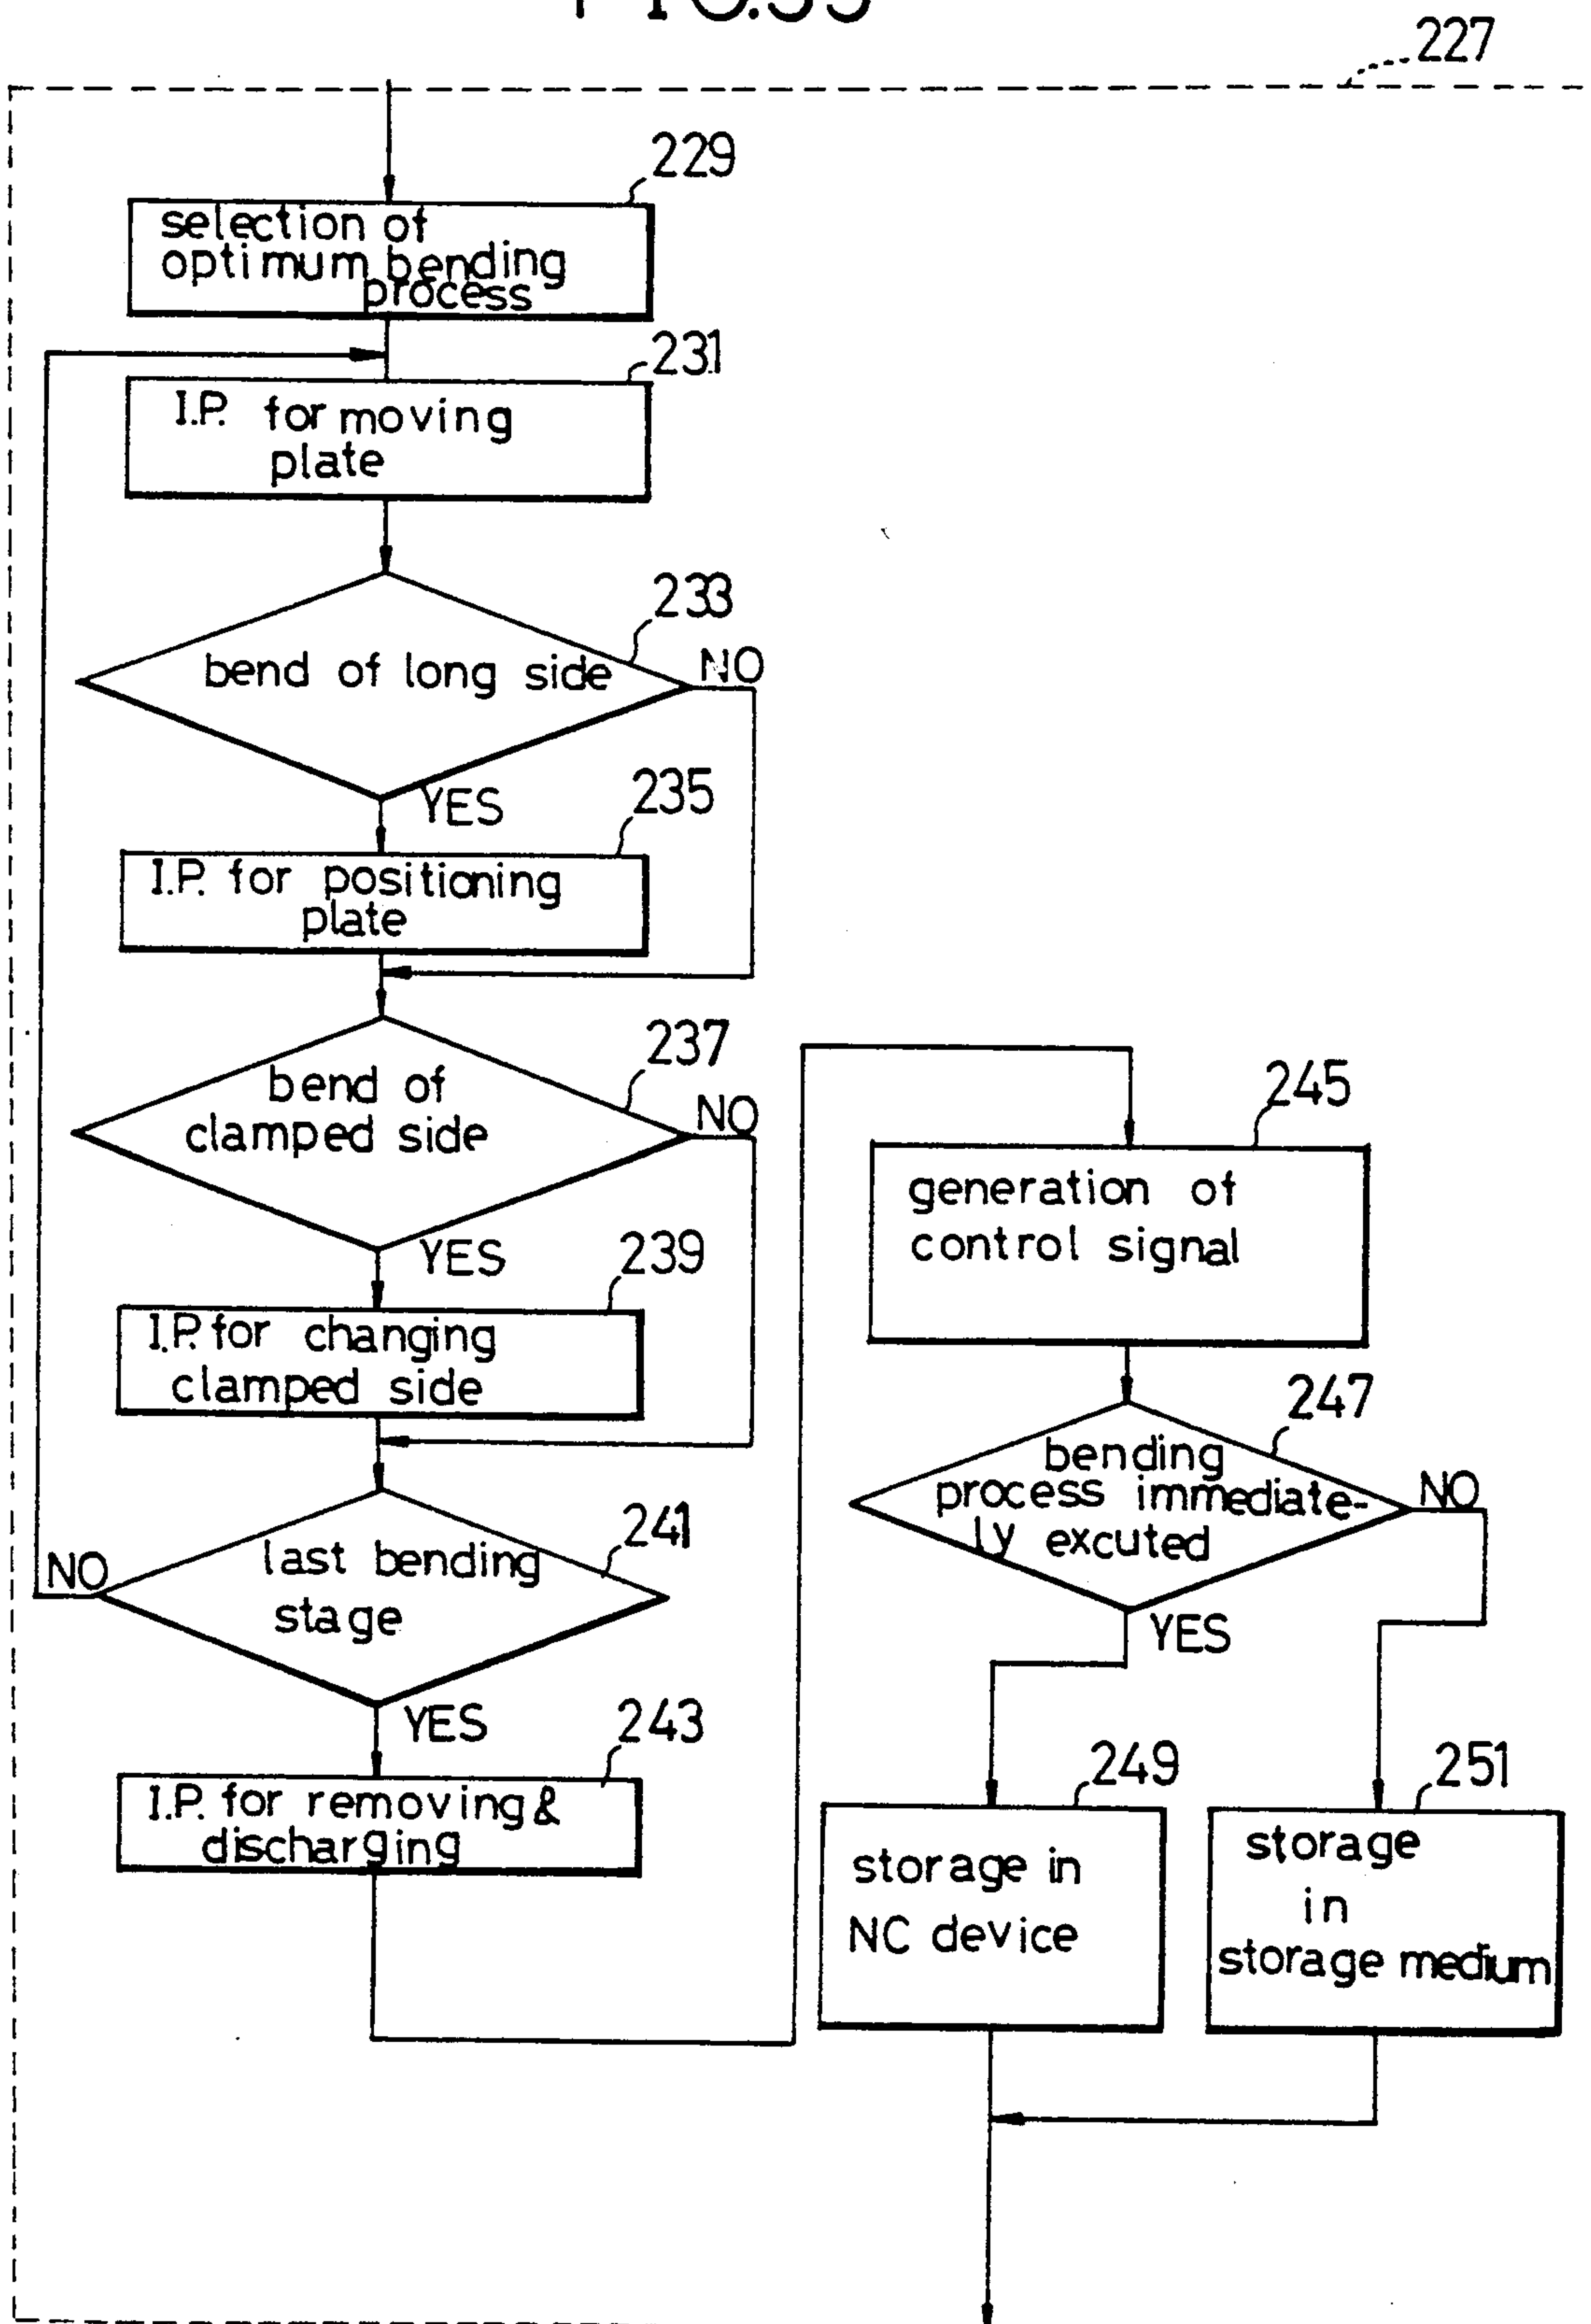 FIG.35
227
229
selection of
optimum bending
process
231
I.P. for moving
plate
233
bend of long side
NO
YES
235
I.P. for positioning
plate
237
bend of
clamped side
NO
YES
239
I.P. for changing
clamped side
241
last bending
stage
NO
YES
243
I.P. for removing &
discharging
245
generation of
control signal
247
bending
process immediate-
ly excuted
NO
YES
249
storage in
NC device
251
storage
in
storage medium